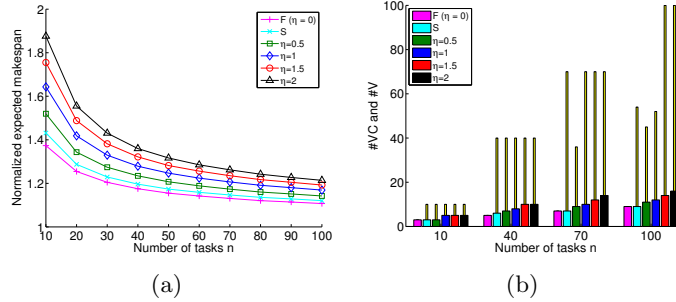 2
1.8
1.6
1.4
1.2
1
10 20 30 40 50 60 70 80 90 100
Number of tasks n
Normalized expected makespan
F (η = 0)
S
η=0.5
η=1
η=1.5
η=2
(a)
100
80
60
40
20
0
10 40 70 100
Number of tasks n
#VC and #V
F (η = 0)
S
η=0.5
η=1
η=1.5
η=2
(b)